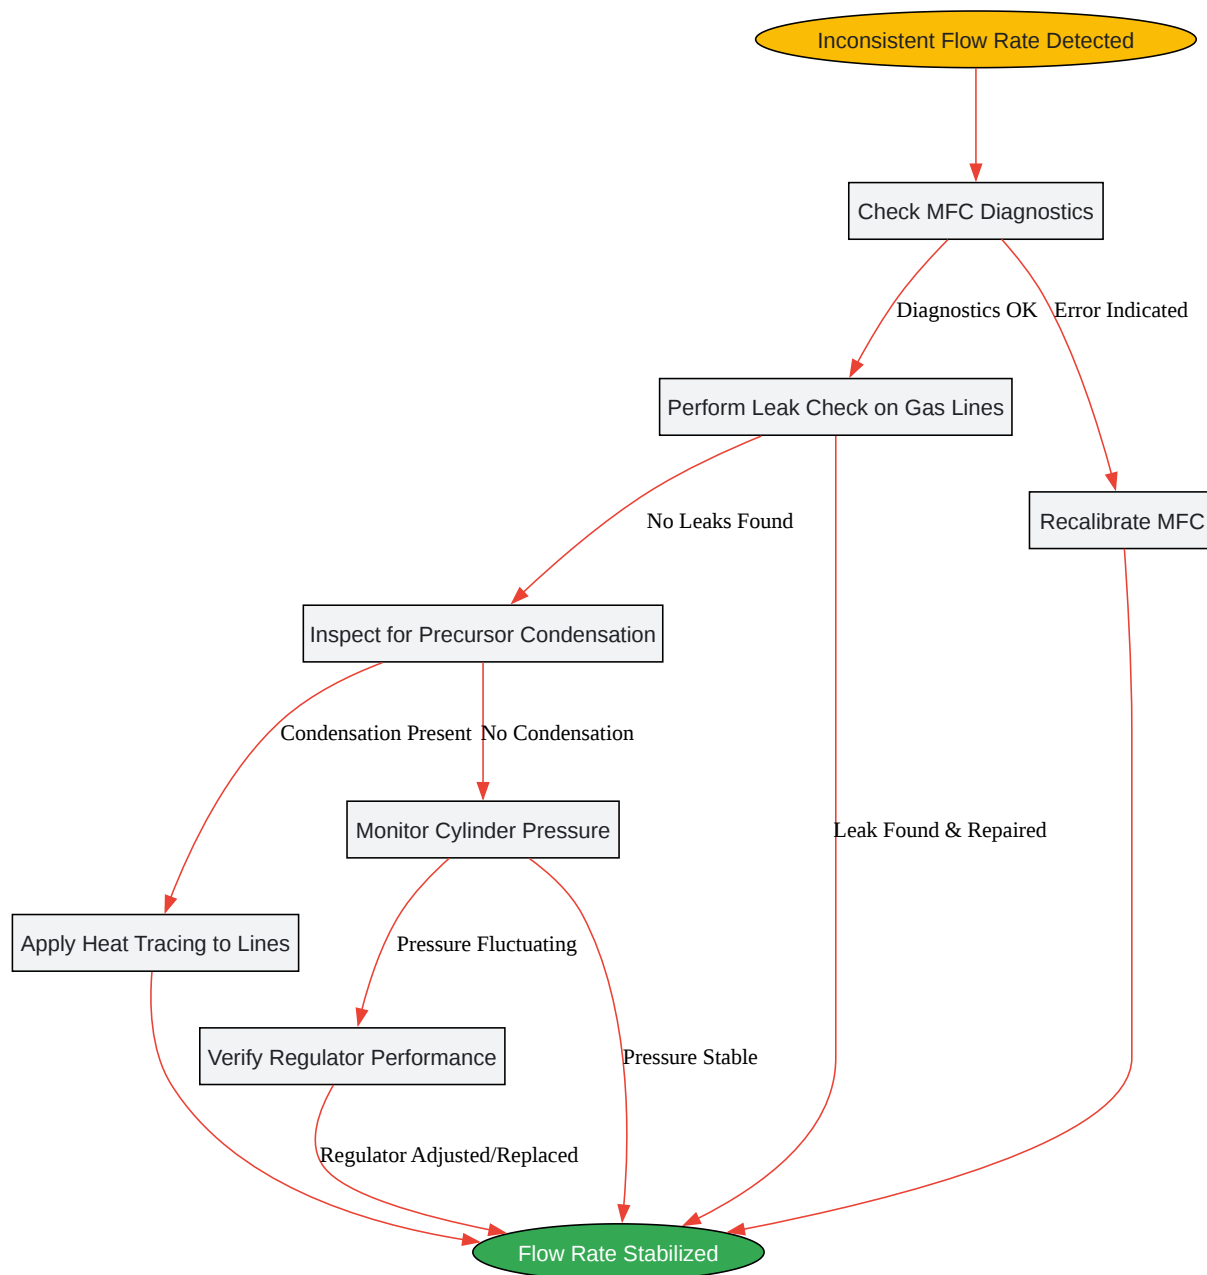 Inconsistent Flow Rate Detected
Check MFC Diagnostics
Diagnostics OK
Error Indicated
Perform Leak Check on Gas Lines
Recalibrate MFC
No Leaks Found
Inspect for Precursor Condensation
Condensation Present
No Condensation
Monitor Cylinder Pressure
Leak Found & Repaired
Apply Heat Tracing to Lines
Pressure Fluctuating
Verify Regulator Performance
Pressure Stable
Regulator Adjusted/Replaced
Flow Rate Stabilized